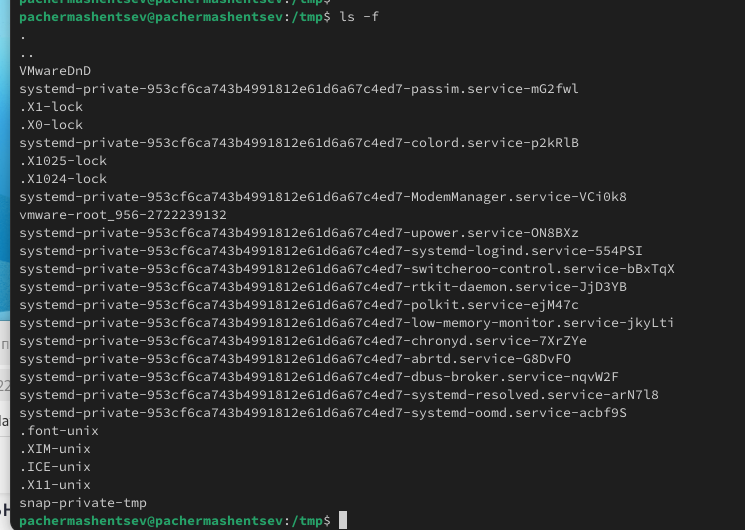 pachermashentsev@pachermashentsev:/tmp$
pachermashentsev@pachermashentsev:/tmp$ ls -f
.
..
VMwareDnD
systemd-private-953cf6ca743b4991812e61d6a67c4ed7-passim.service-mG2fwl
.X1-lock
.X0-lock
systemd-private-953cf6ca743b4991812e61d6a67c4ed7-colord.service-p2kRlB
.X1025-lock
.X1024-lock
systemd-private-953cf6ca743b4991812e61d6a67c4ed7-ModemManager.service-VCi0k8
vmware-root_956-2722239132
systemd-private-953cf6ca743b4991812e61d6a67c4ed7-upower.service-ON8BXz
systemd-private-953cf6ca743b4991812e61d6a67c4ed7-systemd-logind.service-554PSI
systemd-private-953cf6ca743b4991812e61d6a67c4ed7-switcheroo-control.service-bBxTqX
systemd-private-953cf6ca743b4991812e61d6a67c4ed7-rtkit-daemon.service-JjD3YB
systemd-private-953cf6ca743b4991812e61d6a67c4ed7-polkit.service-ejM47c
systemd-private-953cf6ca743b4991812e61d6a67c4ed7-low-memory-monitor.service-jkyLti
systemd-private-953cf6ca743b4991812e61d6a67c4ed7-chronyd.service-7XrZYe
systemd-private-953cf6ca743b4991812e61d6a67c4ed7-abrtd.service-G8DvFO
systemd-private-953cf6ca743b4991812e61d6a67c4ed7-dbus-broker.service-nqvW2F
systemd-private-953cf6ca743b4991812e61d6a67c4ed7-systemd-resolved.service-arN7l8
systemd-private-953cf6ca743b4991812e61d6a67c4ed7-systemd-oomd.service-acbf9S
.font-unix
.XIM-unix
.ICE-unix
.X11-unix
snap-private-tmp
pachermashentsev@pachermashentsev:/tmp$